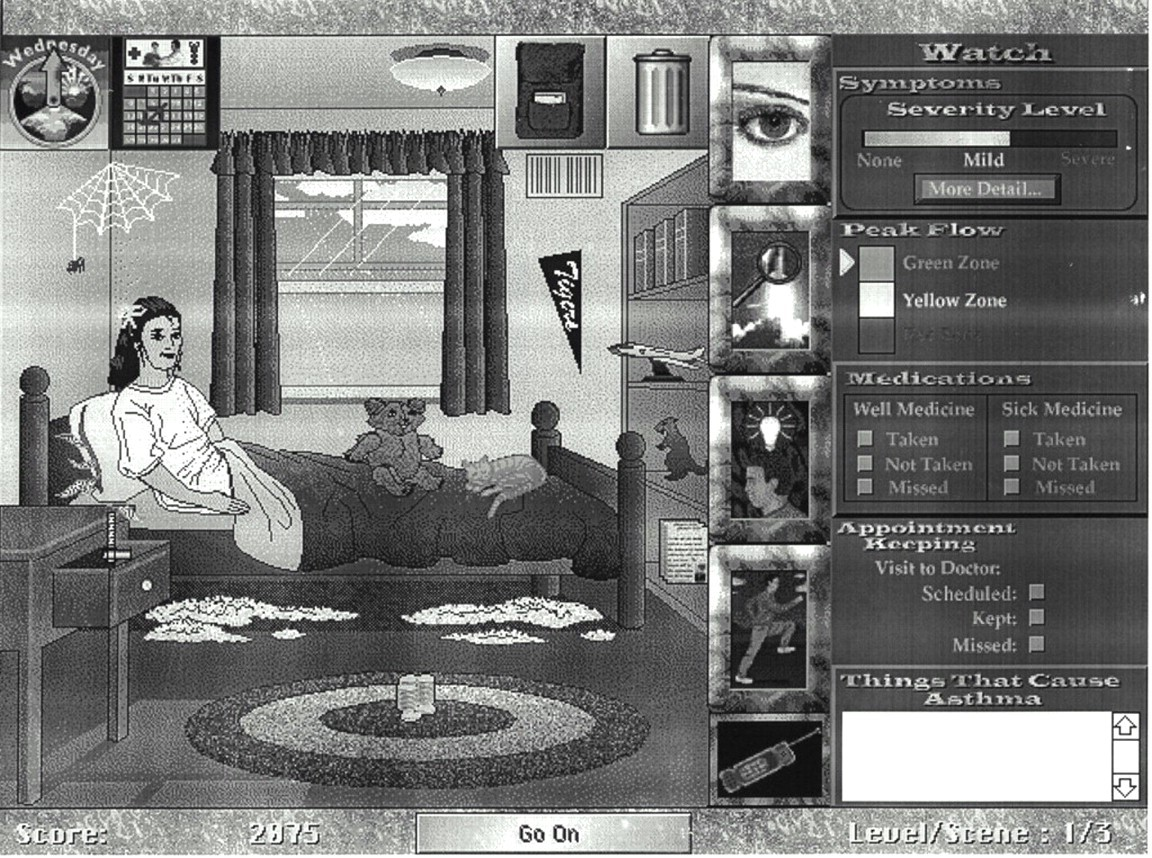 Wednesday
S M Tu W Th F S
Tigers
Watch
Symptoms
Severity Level
None Mild Severe
More Detail...
Peak Flow
Green Zone
Yellow Zone
Medications
Well Medicine Sick Medicine
Taken Taken
Not Taken Not Taken
Missed Missed
Appointment
Keeping
Visit to Doctor:
Scheduled:
Kept:
Missed:
Things That Cause
Asthma
Score: 2075 Go On Level/Scene : 1/3